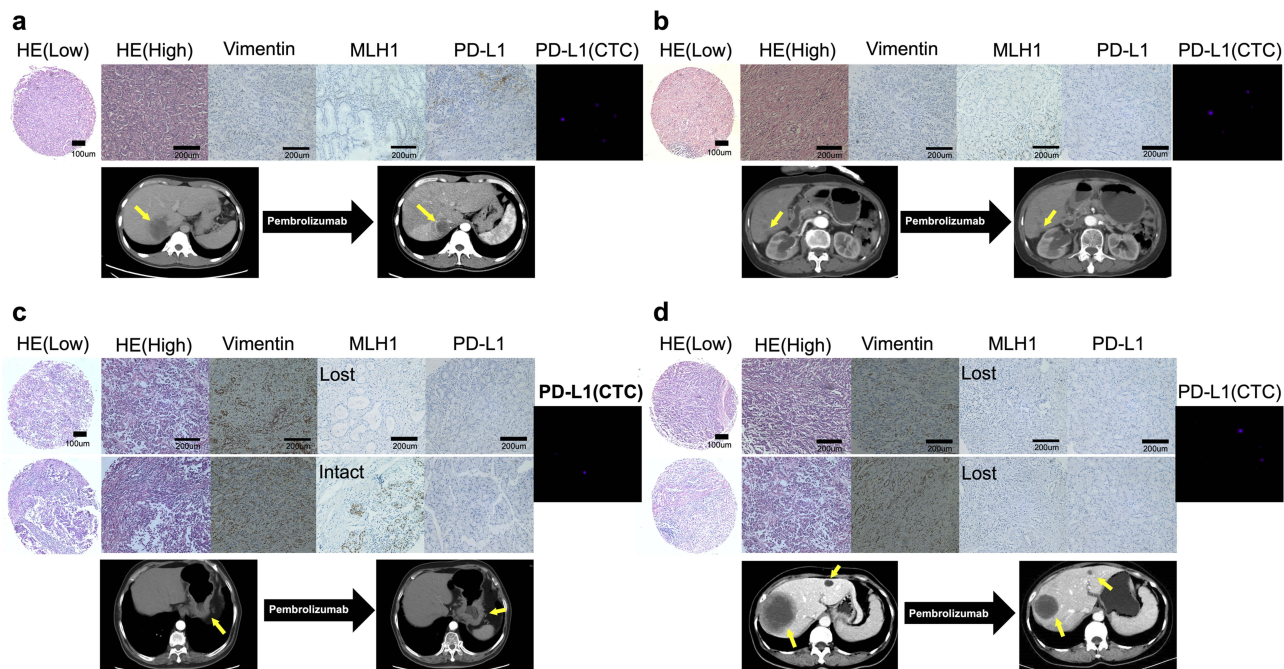 a
HE(Low) HE(High) Vimentin MLH1 PD-L1 PD-L1(CTC)
100um 200um 200um 200um 200um
Pembrolizumab
b
HE(Low) HE(High) Vimentin MLH1 PD-L1 PD-L1(CTC)
100um 200um 200um 200um 200um
Pembrolizumab
c
HE(Low) HE(High) Vimentin MLH1 PD-L1
Lost
PD-L1(CTC)
100um 200um 200um 200um 200um
Intact
Pembrolizumab
d
HE(Low) HE(High) Vimentin MLH1 PD-L1
Lost
PD-L1(CTC)
100um 200um 200um 200um 200um
Lost
Pembrolizumab